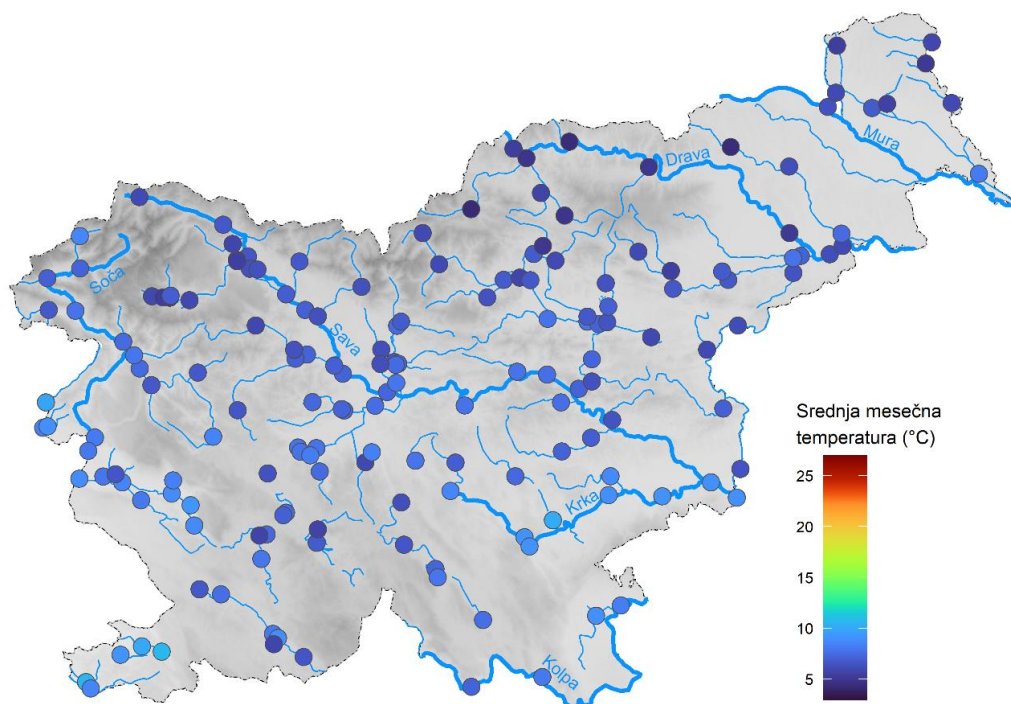 Mura
Drava
Soča
Sava
Krka
Kolpa
Srednja mesečna
temperatura (°C)
25
20
15
10
5